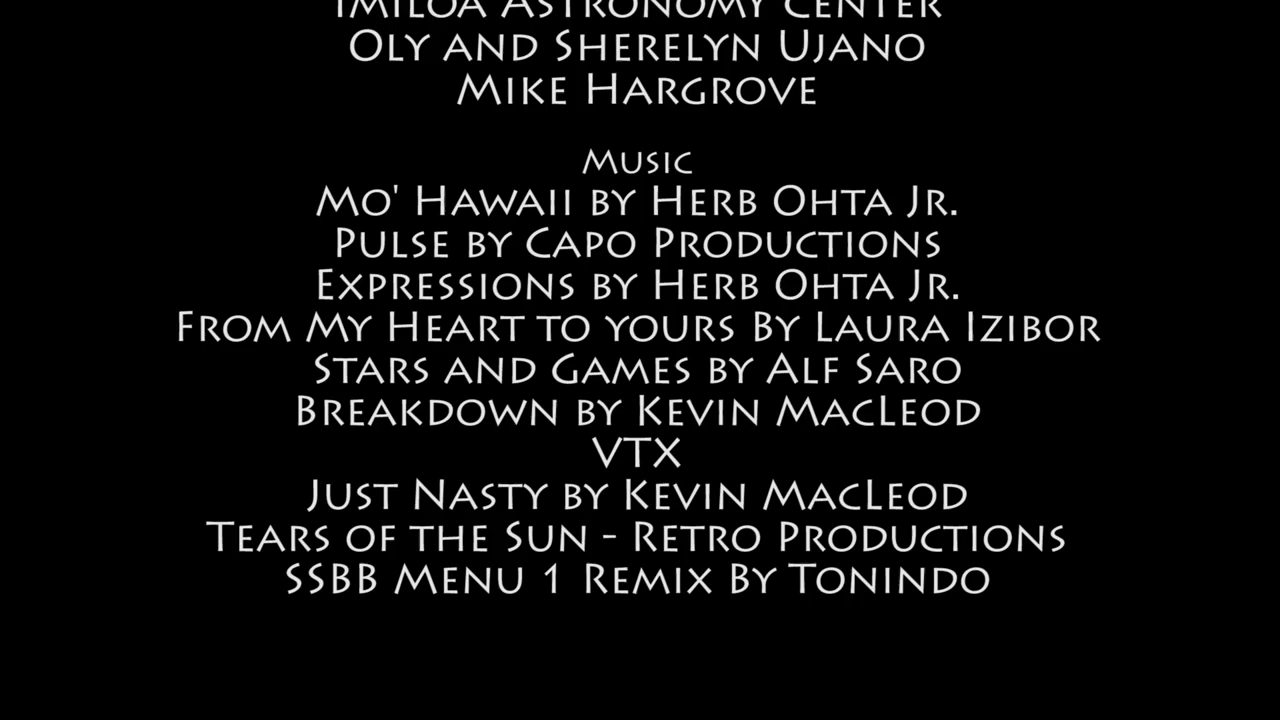 IMILOA ASTRONOMY CENTER
OLY AND SHERELYN UJANO
MIKE HARGROVE
MUSIC
MO' HAWAII BY HERB OHTA JR.
PULSE BY CAPO PRODUCTIONS
EXPRESSIONS BY HERB OHTA JR.
FROM MY HEART TO YOURS BY LAURA IZIBOR
STARS AND GAMES BY ALF SARO
BREAKDOWN BY KEVIN MACLEOD
VTX
JUST NASTY BY KEVIN MACLEOD
TEARS OF THE SUN - RETRO PRODUCTIONS
SSBB MENU 1 REMIX BY TONINDO